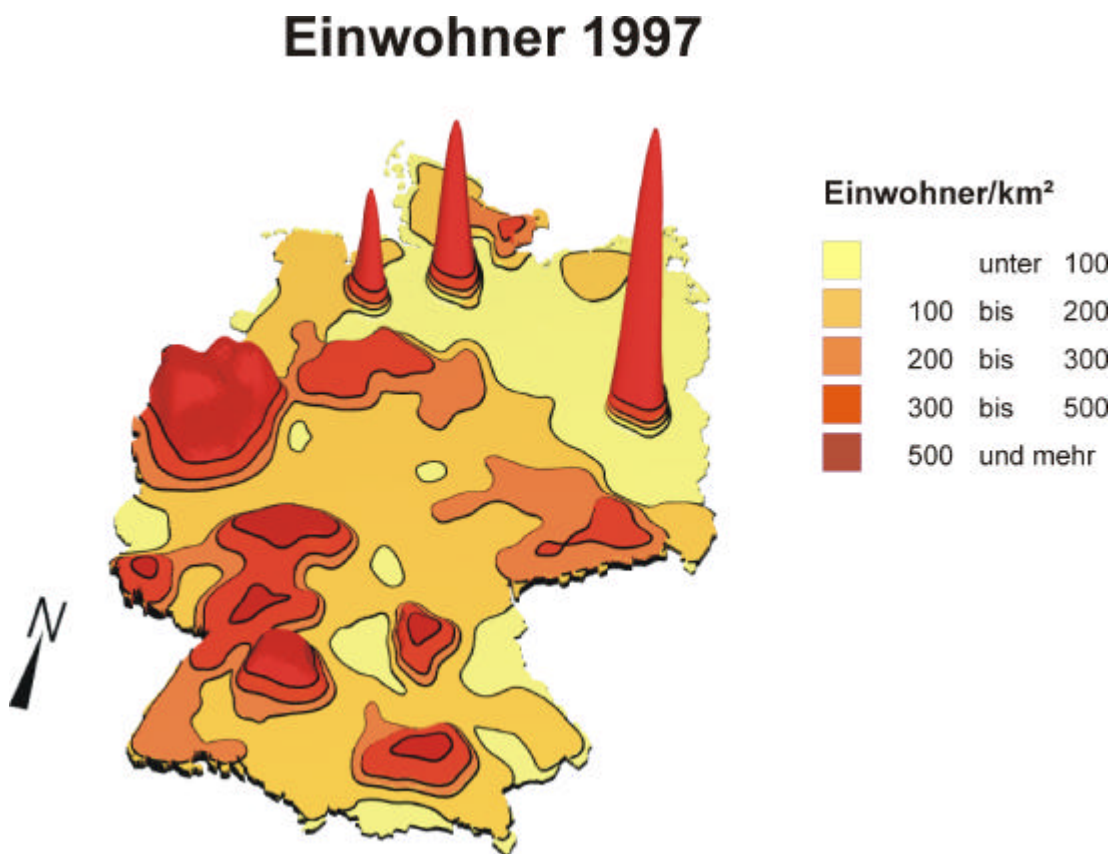 Einwohner 1997
Einwohner/km²
unter 100
100 bis 200
200 bis 300
300 bis 500
500 und mehr
N